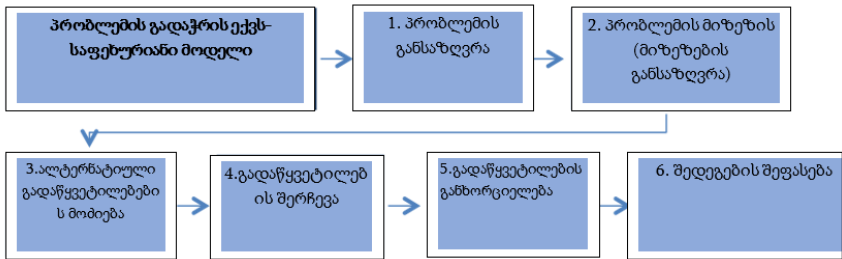 პრობლემის გადაჭრის ექვს-
საფეხურიანი მოდელი
1. პრობლემის
განსაზღვრა
2. პრობლემის მიზეზის
(მიზეზების
განსაზღვრა)
3.ალტერნატიული
გადაწყვეტილებები
ს მოძიება
4.გადაწყვეტილებ
ის შერჩევა
5.გადაწყვეტილების
განხორციელება
6. შედეგების შეფასება